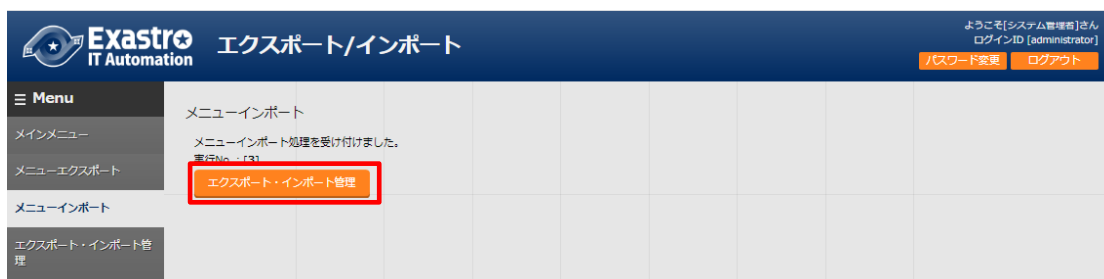 Exastro
IT Automation
エクスポート/インポート
ようこそ[システム管理者]さん
ログインID [administrator]
パスワード変更
ログアウト
≡ Menu
メインメニュー
メニューエクスポート
メニューインポート
エクスポート・インポート管
理
メニューインポート
メニューインポート処理を受け付けました。
実行No.:[3]
エクスポート・インポート管理